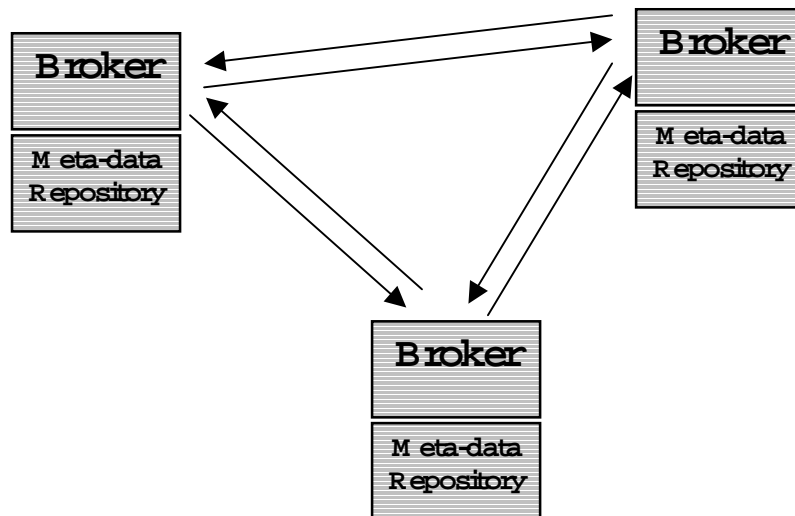 Broker
Meta-data
Repository
Broker
Meta-data
Repository
Broker
Meta-data
Repository